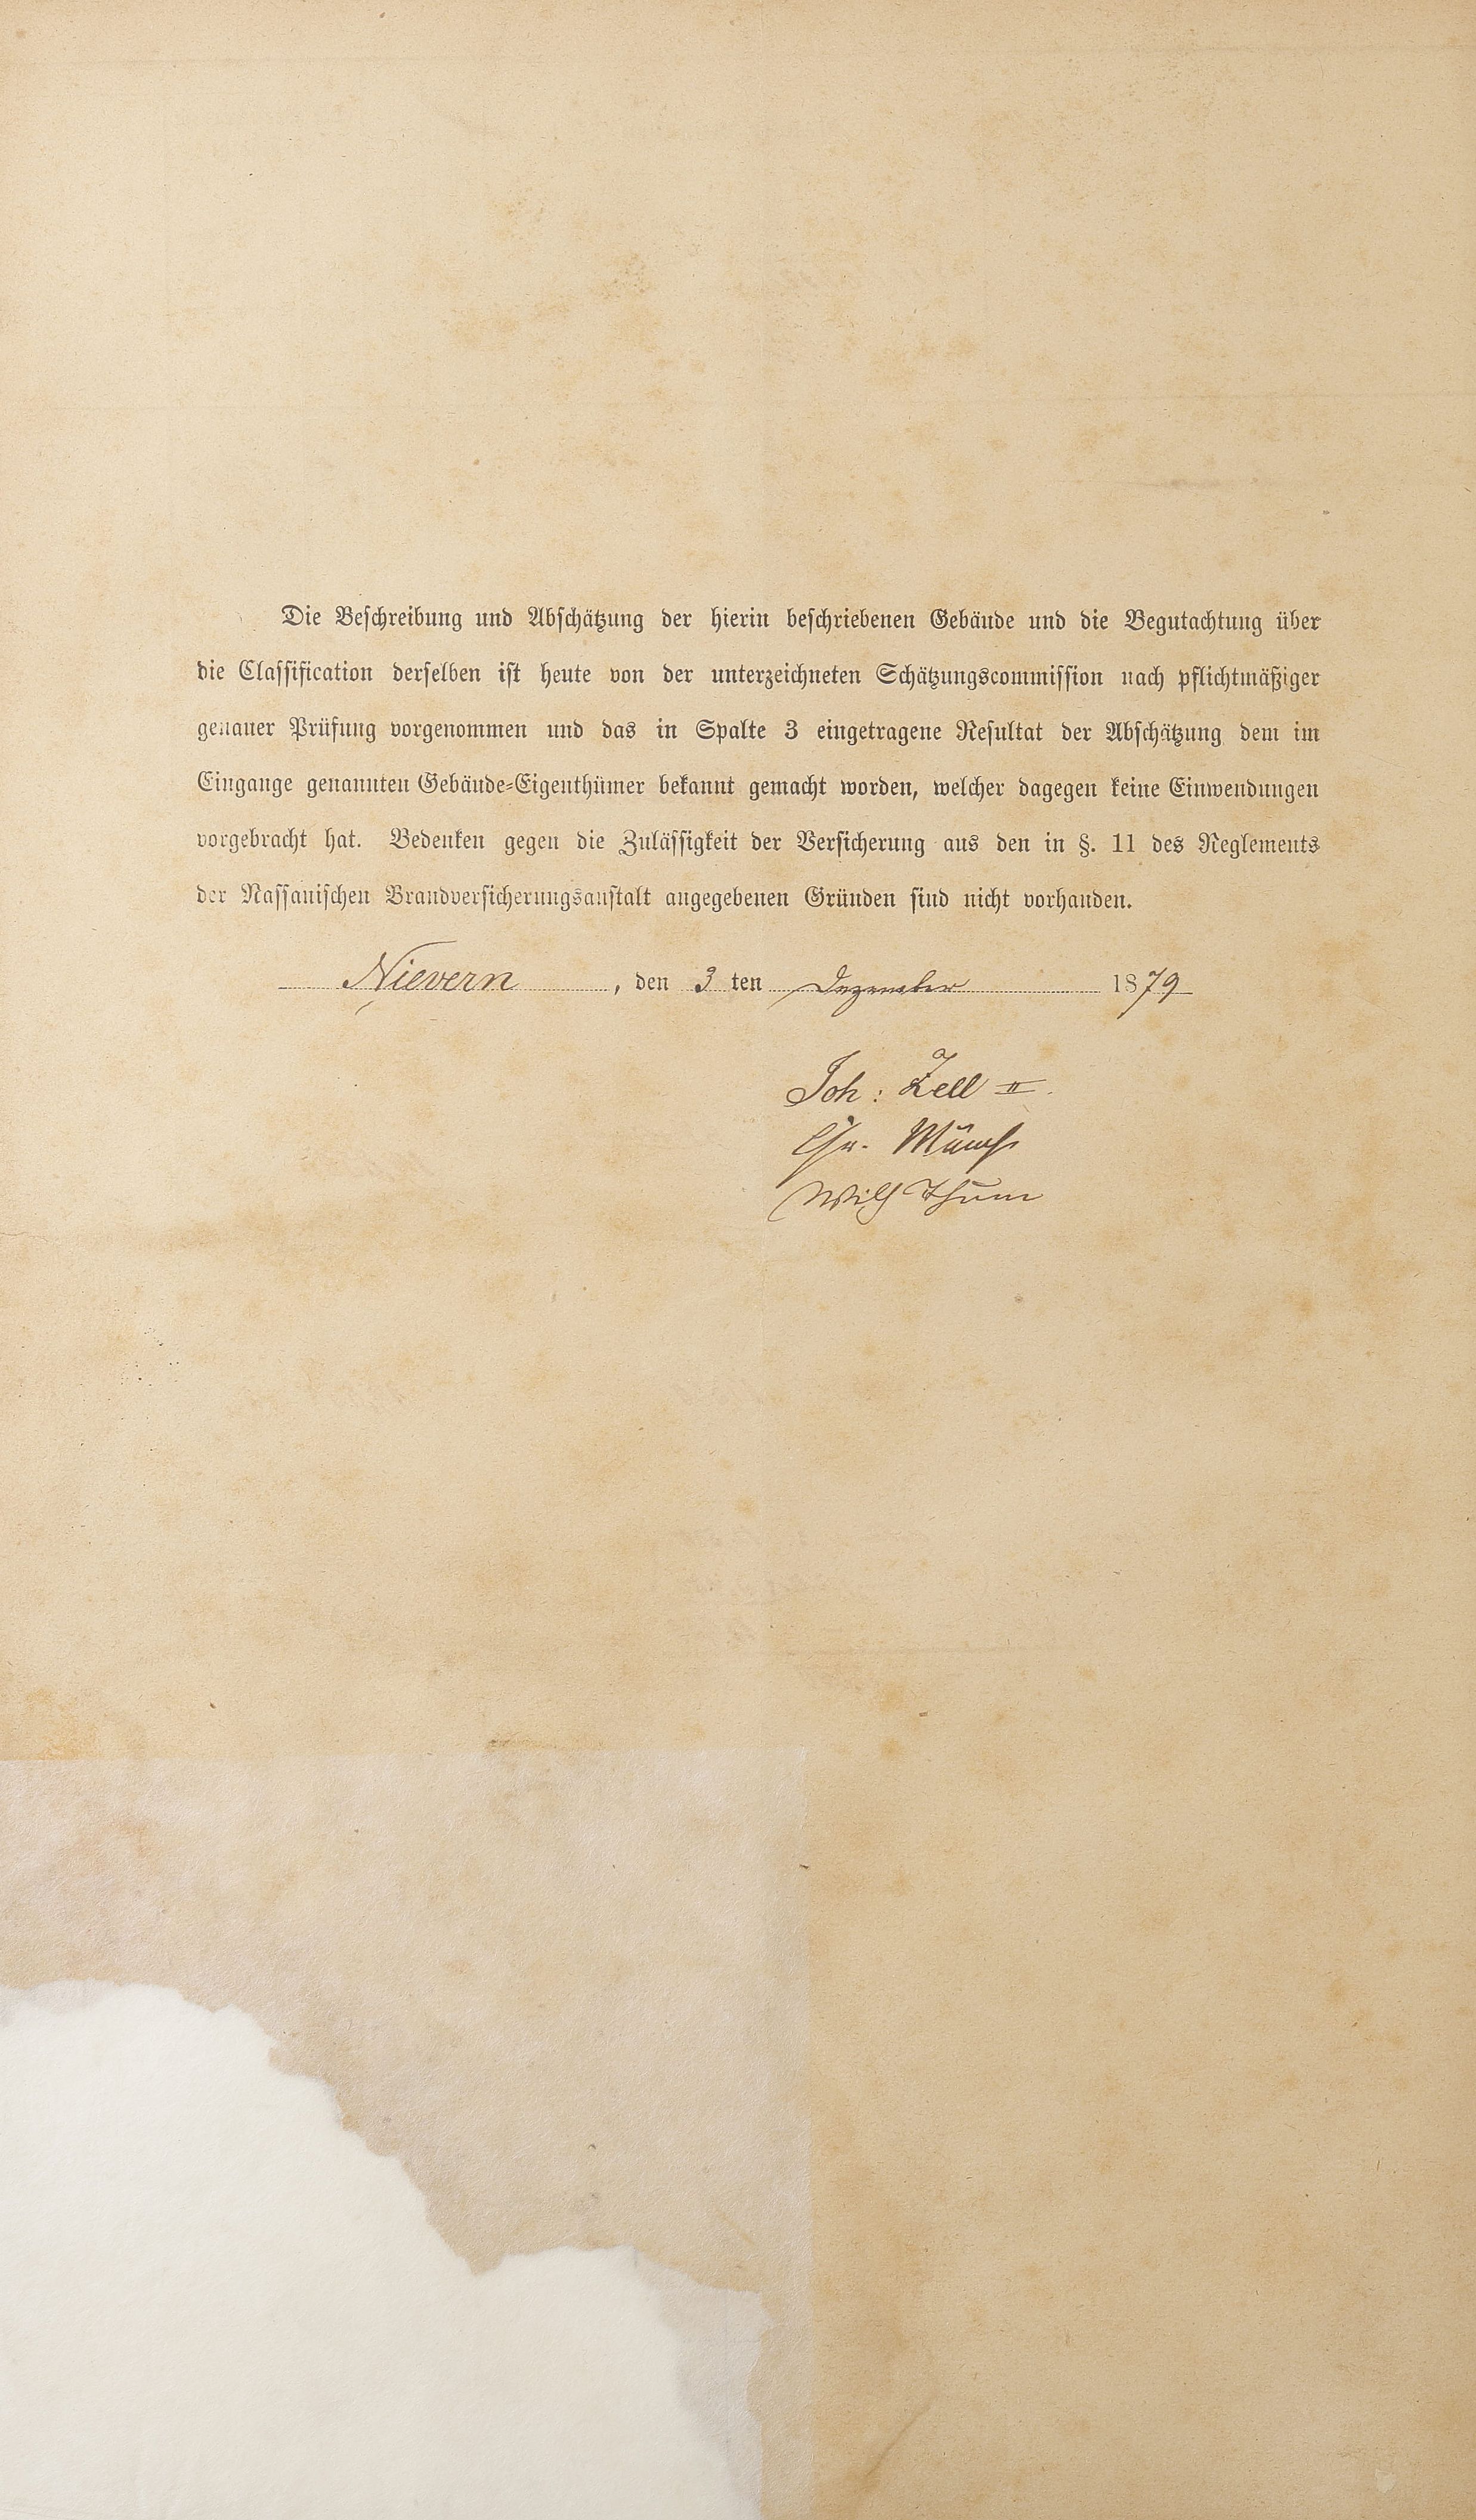 Die Beschreibung und Abschätzung der hierin beschriebenen Gebäude und die Begutachtung über
die Classification derselben ist heute von der unterzeichneten Schätzungscommission nach pflichtmäßiger
genauer Prüfung vorgenommen und das in Spalte 3 eingetragene Resultat der Abschätzung dem im
Eingange genannten Gebäude-Eigenthümer bekannt gemacht worden, welcher dagegen keine Einwendungen
vorgebracht hat. Bedenken gegen die Zulässigkeit der Versicherung aus den in §. 11 des Reglements
der Nassauischen Brandversicherungsanstalt angegebenen Gründen sind nicht vorhanden.
Nievern, den 3 ten Dezember 1879
Joh: Zell II.
Wilh Thum